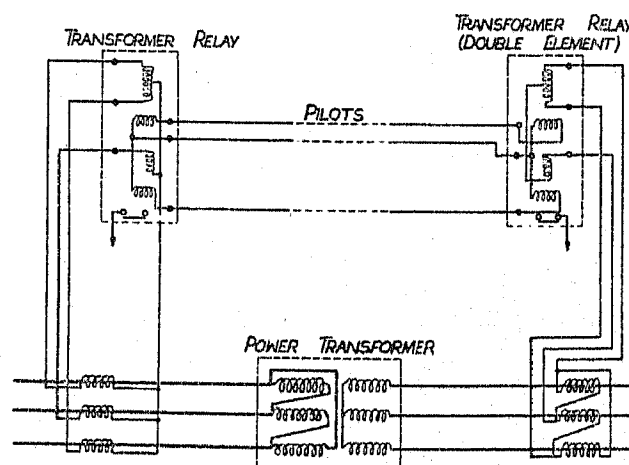 TRANSFORMER RELAY
TRANSFORMER RELAY
(DOUBLE ELEMENT)
PILOTS
POWER TRANSFORMER